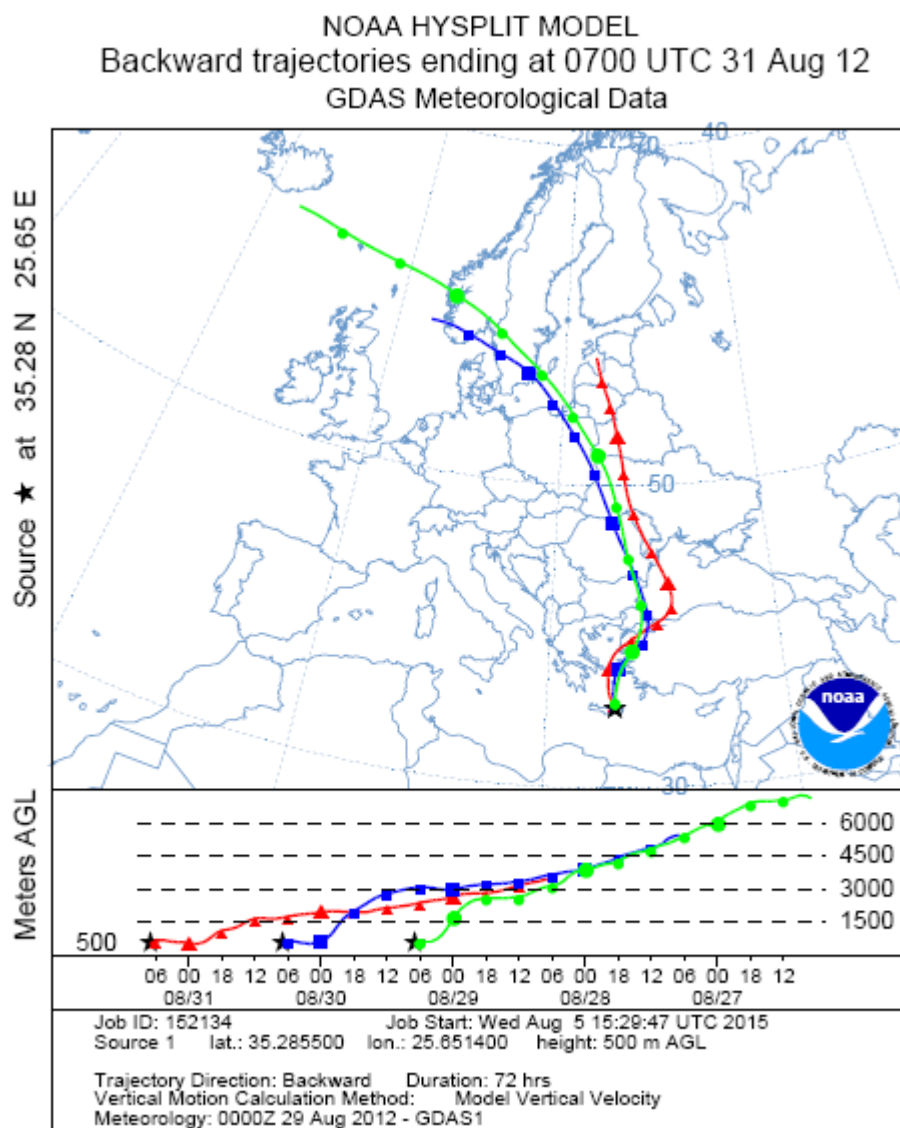 NOAA HYSPLIT MODEL
Backward trajectories ending at 0700 UTC 31 Aug 12
GDAS Meteorological Data
Source ★ at 35.28 N 25.65 E
70
40
50
30
noaa
Meters AGL
6000
4500
3000
1500
500
06 00 18 12 06 00 18 12 06 00 18 12 06 00 18 12 06 00 18 12
08/31 08/30 08/29 08/28 08/27
Job ID: 152134 Job Start: Wed Aug 5 15:29:47 UTC 2015
Source 1 lat.: 35.285500 lon.: 25.651400 height: 500 m AGL
Trajectory Direction: Backward Duration: 72 hrs
Vertical Motion Calculation Method: Model Vertical Velocity
Meteorology: 0000Z 29 Aug 2012 - GDAS1